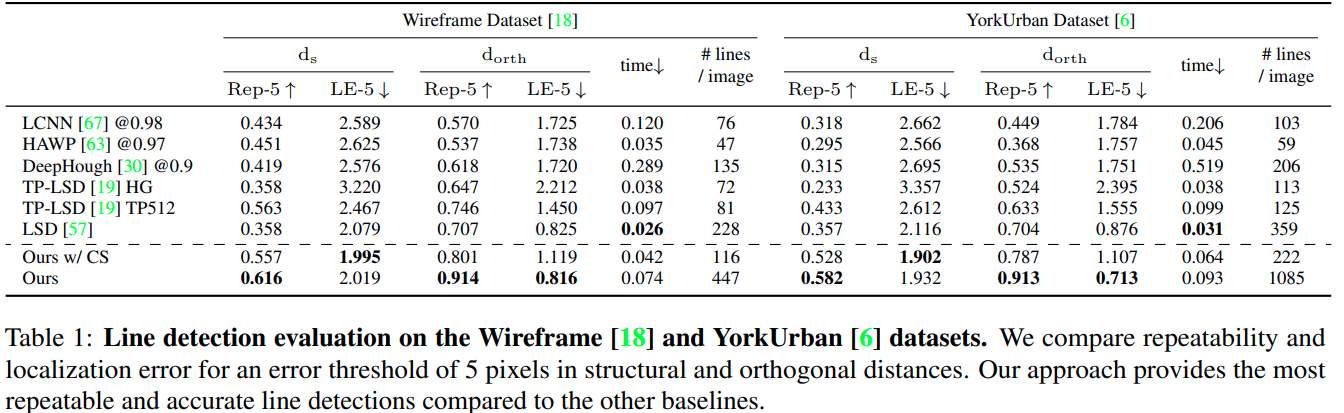 Wireframe Dataset [18] YorkUrban Dataset [6]
d_s d_orth time↓ # lines / image d_s d_orth time↓ # lines / image
Rep-5 ↑ LE-5 ↓ Rep-5 ↑ LE-5 ↓ Rep-5 ↑ LE-5 ↓ Rep-5 ↑ LE-5 ↓
LCNN [67] @0.98 0.434 2.589 0.570 1.725 0.120 76 0.318 2.662 0.449 1.784 0.206 103
HAWP [63] @0.97 0.451 2.625 0.537 1.738 0.035 47 0.295 2.566 0.368 1.757 0.045 59
DeepHough [30] @0.9 0.419 2.576 0.618 1.720 0.289 135 0.315 2.695 0.535 1.751 0.519 206
TP-LSD [19] HG 0.358 3.220 0.647 2.212 0.038 72 0.233 3.357 0.524 2.395 0.038 113
TP-LSD [19] TP512 0.563 2.467 0.746 1.450 0.097 81 0.433 2.612 0.633 1.555 0.099 125
LSD [57] 0.358 2.079 0.707 0.825 0.026 228 0.357 2.116 0.704 0.876 0.031 359
Ours w/ CS 0.557 1.995 0.801 1.119 0.042 116 0.528 1.902 0.787 1.107 0.064 222
Ours 0.616 2.019 0.914 0.816 0.074 447 0.582 1.932 0.913 0.713 0.093 1085
Table 1: Line detection evaluation on the Wireframe [18] and YorkUrban [6] datasets. We compare repeatability and
localization error for an error threshold of 5 pixels in structural and orthogonal distances. Our approach provides the most
repeatable and accurate line detections compared to the other baselines.